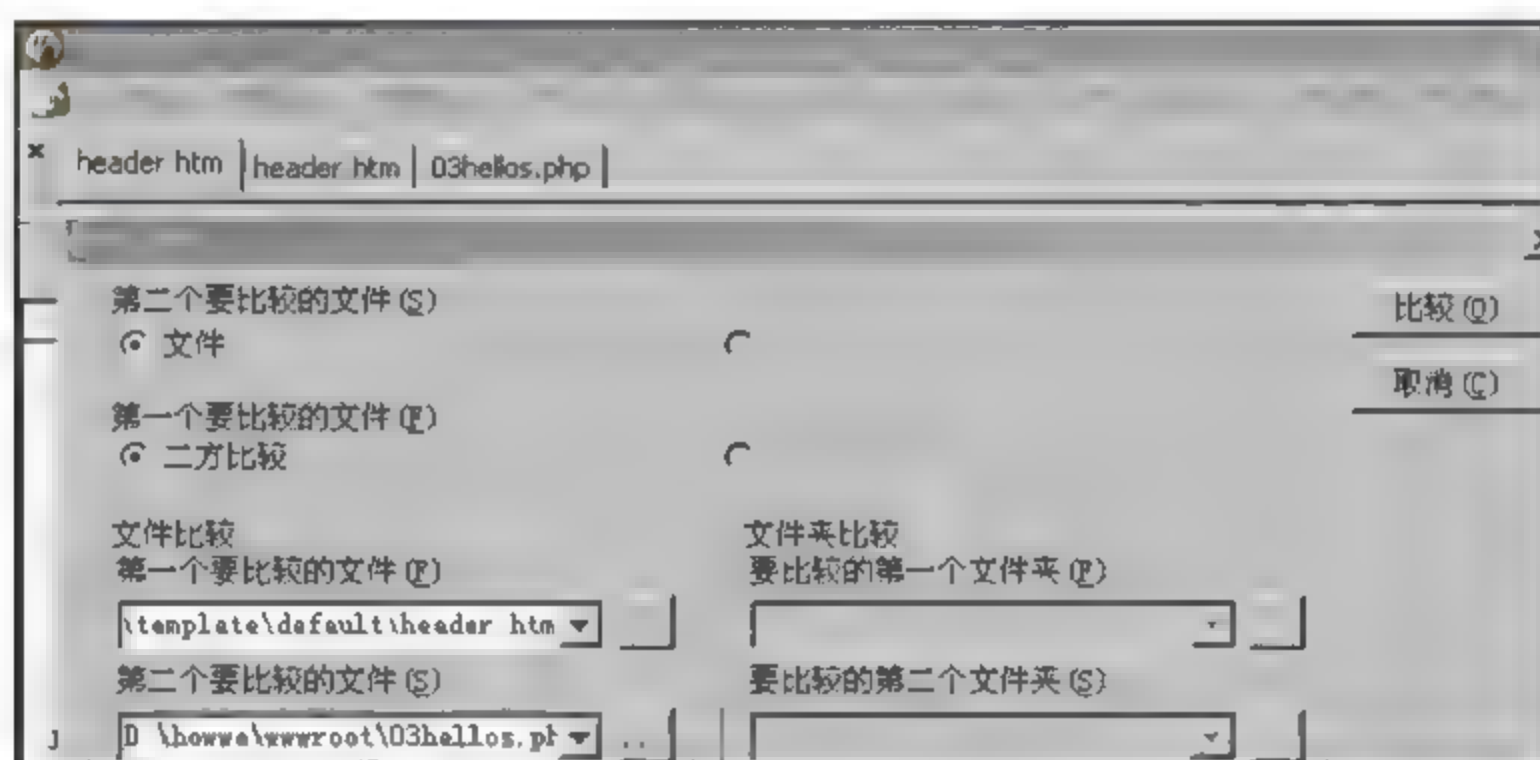 header htm header htm 03hellos.php
第二个要比较的文件(S)
文件
比较(O)
取消(C)
第一个要比较的文件(F)
二方比较
文件比较
文件夹比较
第一个要比较的文件(F)
要比较的第一个文件夹(F)
\template\default\header htm
第二个要比较的文件(S)
要比较的第二个文件夹(S)
D \howwe\wwwroot\03hellos.ph